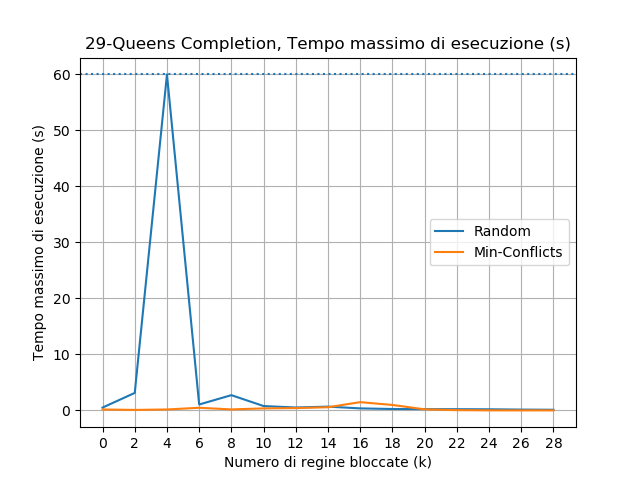 29-Queens Completion, Tempo massimo di esecuzione (s)
60
50
40
30
20
10
0
Tempo massimo di esecuzione (s)
Random
Min-Conflicts
0 2 4 6 8 10 12 14 16 18 20 22 24 26 28
Numero di regine bloccate (k)